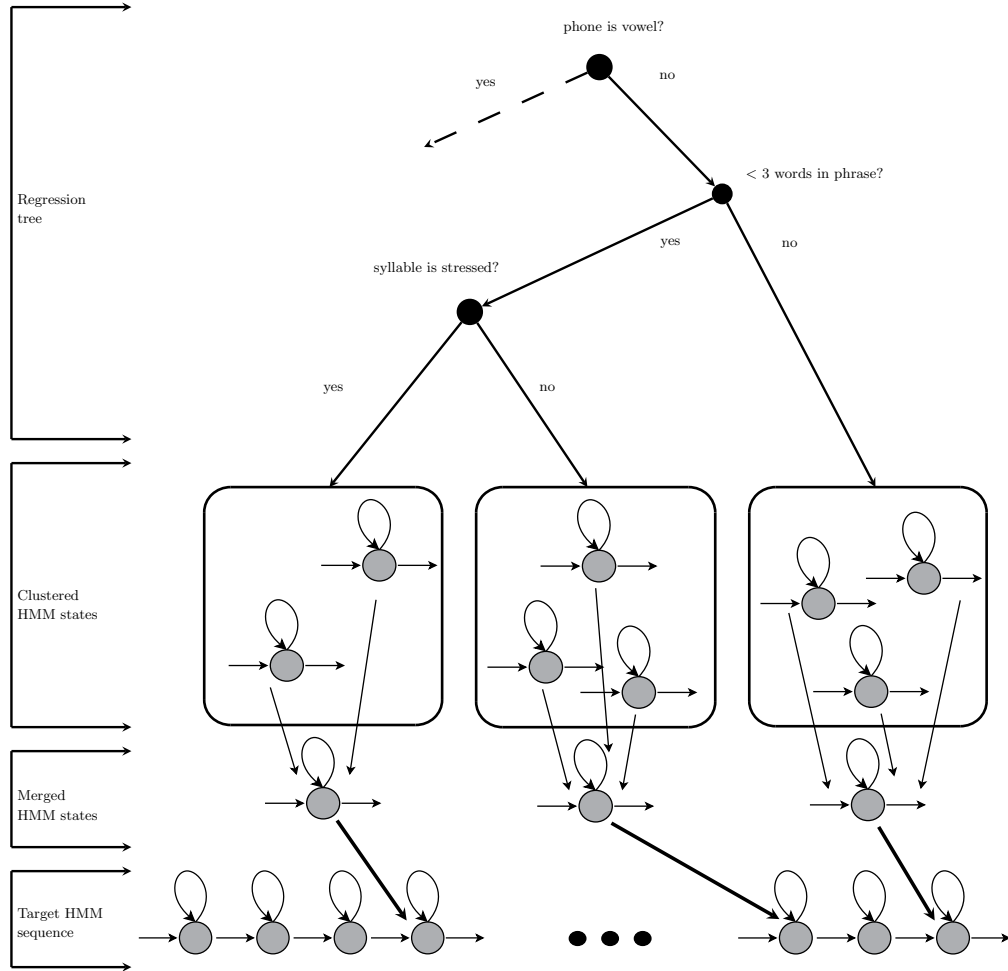 phone is vowel?
yes
no
< 3 words in phrase?
Regression
tree
yes
no
syllable is stressed?
yes
no
Clustered
HMM states
Merged
HMM states
Target HMM
sequence